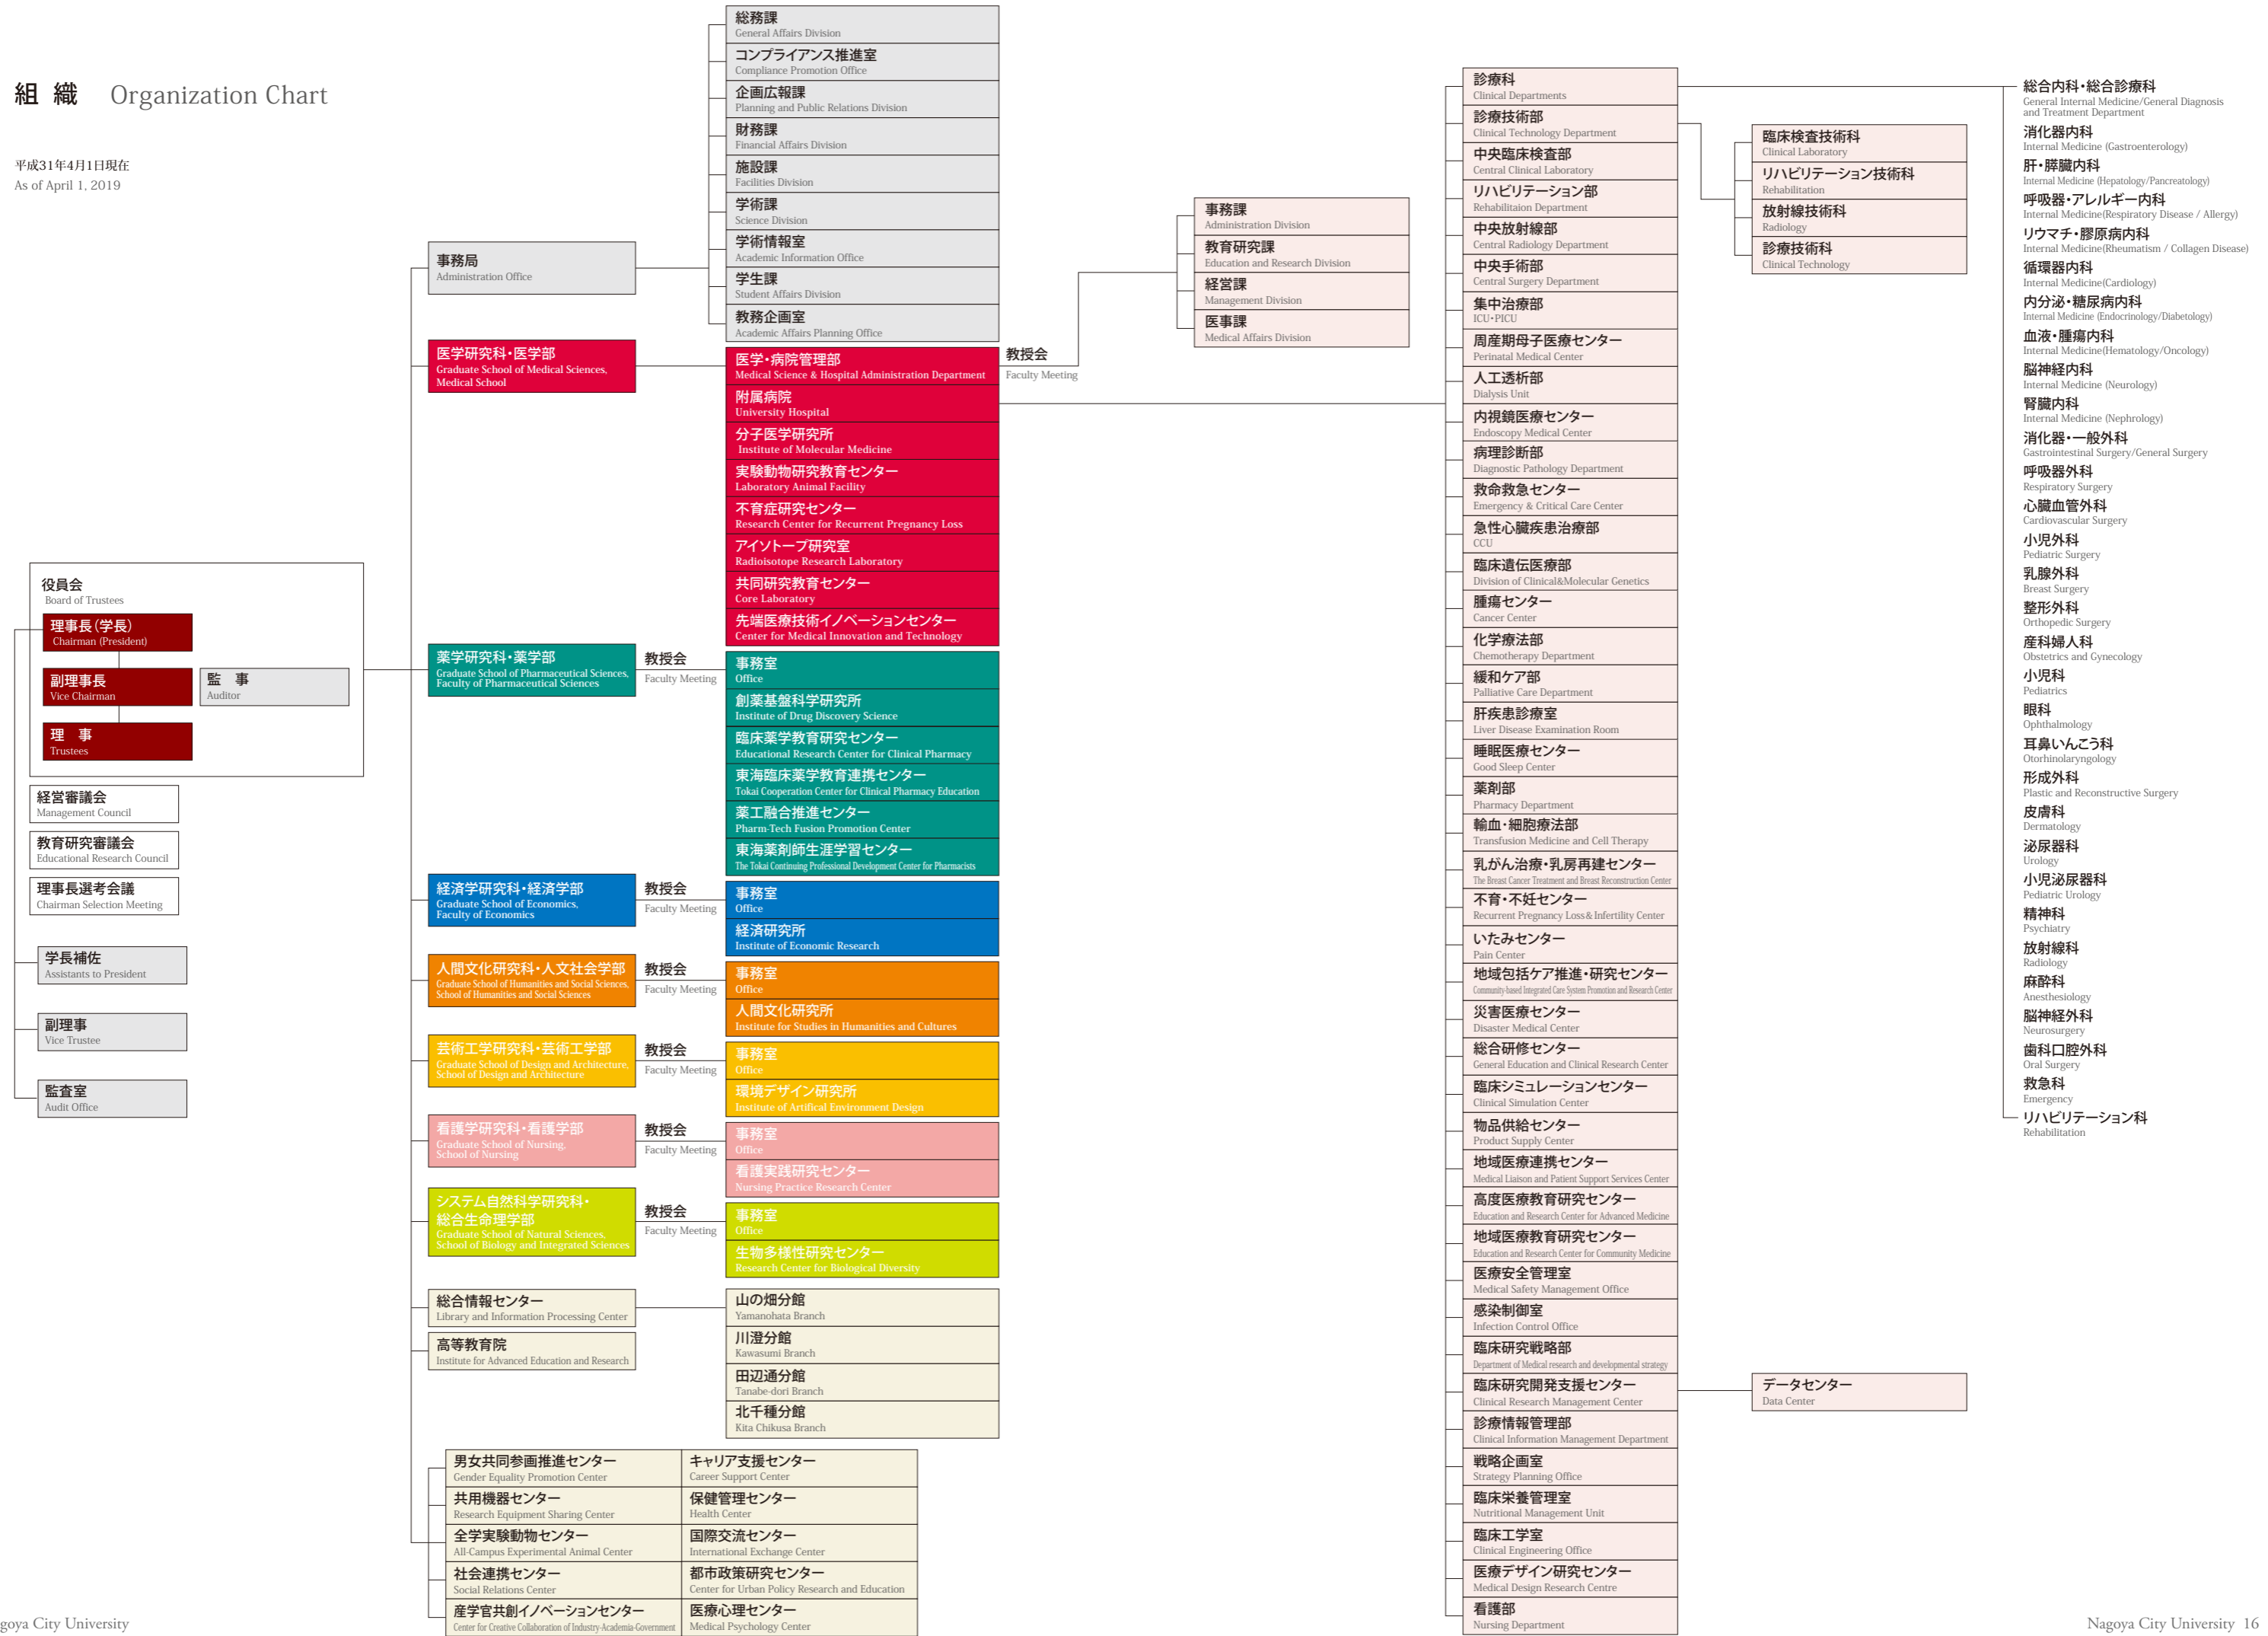 組 織 Organization Chart
平成31年4月1日現在
As of April 1, 2019
役員会
Board of Trustees
理事長（学長）
Chairman (President)
副理事長
Vice Chairman
監 事
Auditor
理 事
Trustees
経営審議会
Management Council
教育研究審議会
Educational Research Council
理事長選考会議
Chairman Selection Meeting
学長補佐
Assistants to President
副理事
Vice Trustee
監査室
Audit Office
事務局
Administration Office
総務課
General Affairs Division
コンプライアンス推進室
Compliance Promotion Office
企画広報課
Planning and Public Relations Division
財務課
Financial Affairs Division
施設課
Facilities Division
学術課
Science Division
学術情報室
Academic Information Office
学生課
Student Affairs Division
教務企画室
Academic Affairs Planning Office
医学研究科・医学部
Graduate School of Medical Sciences,
Medical School
医学・病院管理部
Medical Science & Hospital Administration Department
附属病院
University Hospital
分子医学研究所
Institute of Molecular Medicine
実験動物研究教育センター
Laboratory Animal Facility
不育症研究センター
Research Center for Recurrent Pregnancy Loss
アイソトープ研究室
Radioisotope Research Laboratory
共同研究教育センター
Core Laboratory
先端医療技術イノベーションセンター
Center for Medical Innovation and Technology
教授会
Faculty Meeting
事務課
Administration Division
教育研究課
Education and Research Division
経営課
Management Division
医事課
Medical Affairs Division
薬学研究科・薬学部
Graduate School of Pharmaceutical Sciences,
Faculty of Pharmaceutical Sciences
教授会
Faculty Meeting
事務室
Office
創薬基盤科学研究所
Institute of Drug Discovery Science
臨床薬学教育研究センター
Educational Research Center for Clinical Pharmacy
東海臨床薬学教育連携センター
Tokai Cooperation Center for Clinical Pharmacy Education
薬工融合推進センター
Pharm-Tech Fusion Promotion Center
東海薬剤師生涯学習センター
The Tokai Continuing Professional Development Center for Pharmacists
経済学研究科・経済学部
Graduate School of Economics,
Faculty of Economics
教授会
Faculty Meeting
事務室
Office
経済研究所
Institute of Economic Research
人間文化研究科・人文社会学部
Graduate School of Humanities and Social Sciences,
School of Humanities and Social Sciences
教授会
Faculty Meeting
事務室
Office
人間文化研究所
Institute for Studies in Humanities and Cultures
芸術工学研究科・芸術工学部
Graduate School of Design and Architecture,
School of Design and Architecture
教授会
Faculty Meeting
事務室
Office
環境デザイン研究所
Institute of Artifical Environment Design
看護学研究科・看護学部
Graduate School of Nursing,
School of Nursing
教授会
Faculty Meeting
事務室
Office
看護実践研究センター
Nursing Practice Research Center
システム自然科学研究科・
総合生命理学部
Graduate School of Natural Sciences,
School of Biology and Integrated Sciences
教授会
Faculty Meeting
事務室
Office
生物多様性研究センター
Research Center for Biological Diversity
総合情報センター
Library and Information Processing Center
高等教育院
Institute for Advanced Education and Research
山の畑分館
Yamanohata Branch
川澄分館
Kawasumi Branch
田辺通分館
Tanabe-dori Branch
北千種分館
Kita Chikusa Branch
男女共同参画推進センター
Gender Equality Promotion Center
キャリア支援センター
Career Support Center
共用機器センター
Research Equipment Sharing Center
保健管理センター
Health Center
全学実験動物センター
All-Campus Experimental Animal Center
国際交流センター
International Exchange Center
社会連携センター
Social Relations Center
都市政策研究センター
Center for Urban Policy Research and Education
産学官共創イノベーションセンター
Center for Creative Collaboration of Industry-Academia-Government
医療心理センター
Medical Psychology Center
診療科
Clinical Departments
診療技術部
Clinical Technology Department
中央臨床検査部
Central Clinical Laboratory
リハビリテーション部
Rehabilitaion Department
中央放射線部
Central Radiology Department
中央手術部
Central Surgery Department
集中治療部
ICU・PICU
周産期母子医療センター
Perinatal Medical Center
人工透析部
Dialysis Unit
内視鏡医療センター
Endoscopy Medical Center
病理診断部
Diagnostic Pathology Department
救命救急センター
Emergency & Critical Care Center
急性心臓疾患治療部
CCU
臨床遺伝医療部
Division of Clinical&Molecular Genetics
腫瘍センター
Cancer Center
化学療法部
Chemotherapy Department
緩和ケア部
Palliative Care Department
肝疾患診療室
Liver Disease Examination Room
睡眠医療センター
Good Sleep Center
薬剤部
Pharmacy Department
輸血・細胞療法部
Transfusion Medicine and Cell Therapy
乳がん治療・乳房再建センター
The Breast Cancer Treatment and Breast Reconstruction Center
不育・不妊センター
Recurrent Pregnancy Loss& Infertility Center
いたみセンター
Pain Center
地域包括ケア推進・研究センター
Community-based Integrated Care System Promotion and Research Center
災害医療センター
Disaster Medical Center
総合研修センター
General Education and Clinical Research Center
臨床シミュレーションセンター
Clinical Simulation Center
物品供給センター
Product Supply Center
地域医療連携センター
Medical Liaison and Patient Support Services Center
高度医療教育研究センター
Education and Research Center for Advanced Medicine
地域医療教育研究センター
Education and Research Center for Community Medicine
医療安全管理室
Medical Safety Management Office
感染制御室
Infection Control Office
臨床研究戦略部
Department of Medical research and developmental strategy
臨床研究開発支援センター
Clinical Research Management Center
診療情報管理部
Clinical Information Management Department
戦略企画室
Strategy Planning Office
臨床栄養管理室
Nutritional Management Unit
臨床工学室
Clinical Engineering Office
医療デザイン研究センター
Medical Design Research Centre
看護部
Nursing Department
臨床検査技術科
Clinical Laboratory
リハビリテーション技術科
Rehabilitation
放射線技術科
Radiology
診療技術科
Clinical Technology
データセンター
Data Center
総合内科・総合診療科
General Internal Medicine/General Diagnosis
and Treatment Department
消化器内科
Internal Medicine (Gastroenterology)
肝・膵臓内科
Internal Medicine (Hepatology/Pancreatology)
呼吸器・アレルギー内科
Internal Medicine(Respiratory Disease / Allergy)
リウマチ・膠原病内科
Internal Medicine(Rheumatism / Collagen Disease)
循環器内科
Internal Medicine(Cardiology)
内分泌・糖尿病内科
Internal Medicine (Endocrinology/Diabetology)
血液・腫瘍内科
Internal Medicine(Hematology/Oncology)
脳神経内科
Internal Medicine (Neurology)
腎臓内科
Internal Medicine (Nephrology)
消化器・一般外科
Gastrointestinal Surgery/General Surgery
呼吸器外科
Respiratory Surgery
心臓血管外科
Cardiovascular Surgery
小児外科
Pediatric Surgery
乳腺外科
Breast Surgery
整形外科
Orthopedic Surgery
産科婦人科
Obstetrics and Gynecology
小児科
Pediatrics
眼科
Ophthalmology
耳鼻いんこう科
Otorhinolaryngology
形成外科
Plastic and Reconstructive Surgery
皮膚科
Dermatology
泌尿器科
Urology
小児泌尿器科
Pediatric Urology
精神科
Psychiatry
放射線科
Radiology
麻酔科
Anesthesiology
脳神経外科
Neurosurgery
歯科口腔外科
Oral Surgery
救急科
Emergency
リハビリテーション科
Rehabilitation
goya City University
Nagoya City University 16